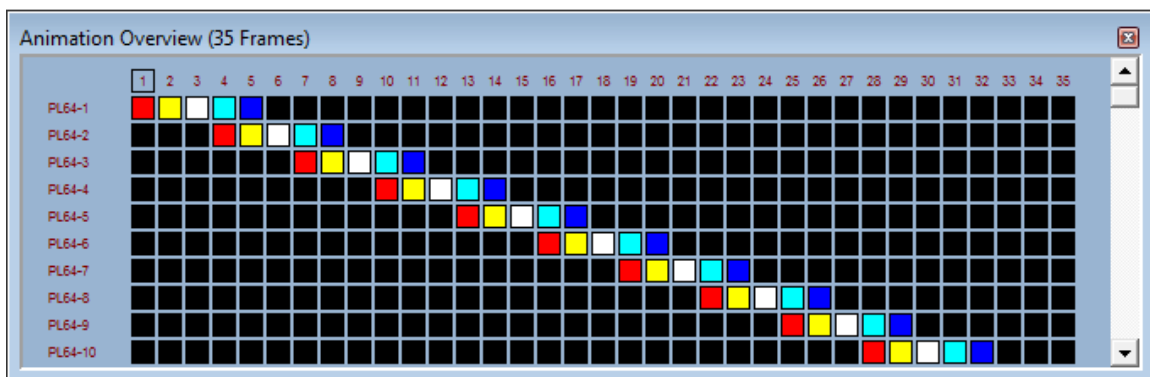 Animation Overview (35 Frames)
1 2 3 4 5 6 7 8 9 10 11 12 13 14 15 16 17 18 19 20 21 22 23 24 25 26 27 28 29 30 31 32 33 34 35
PL64-1
PL64-2
PL64-3
PL64-4
PL64-5
PL64-6
PL64-7
PL64-8
PL64-9
PL64-10